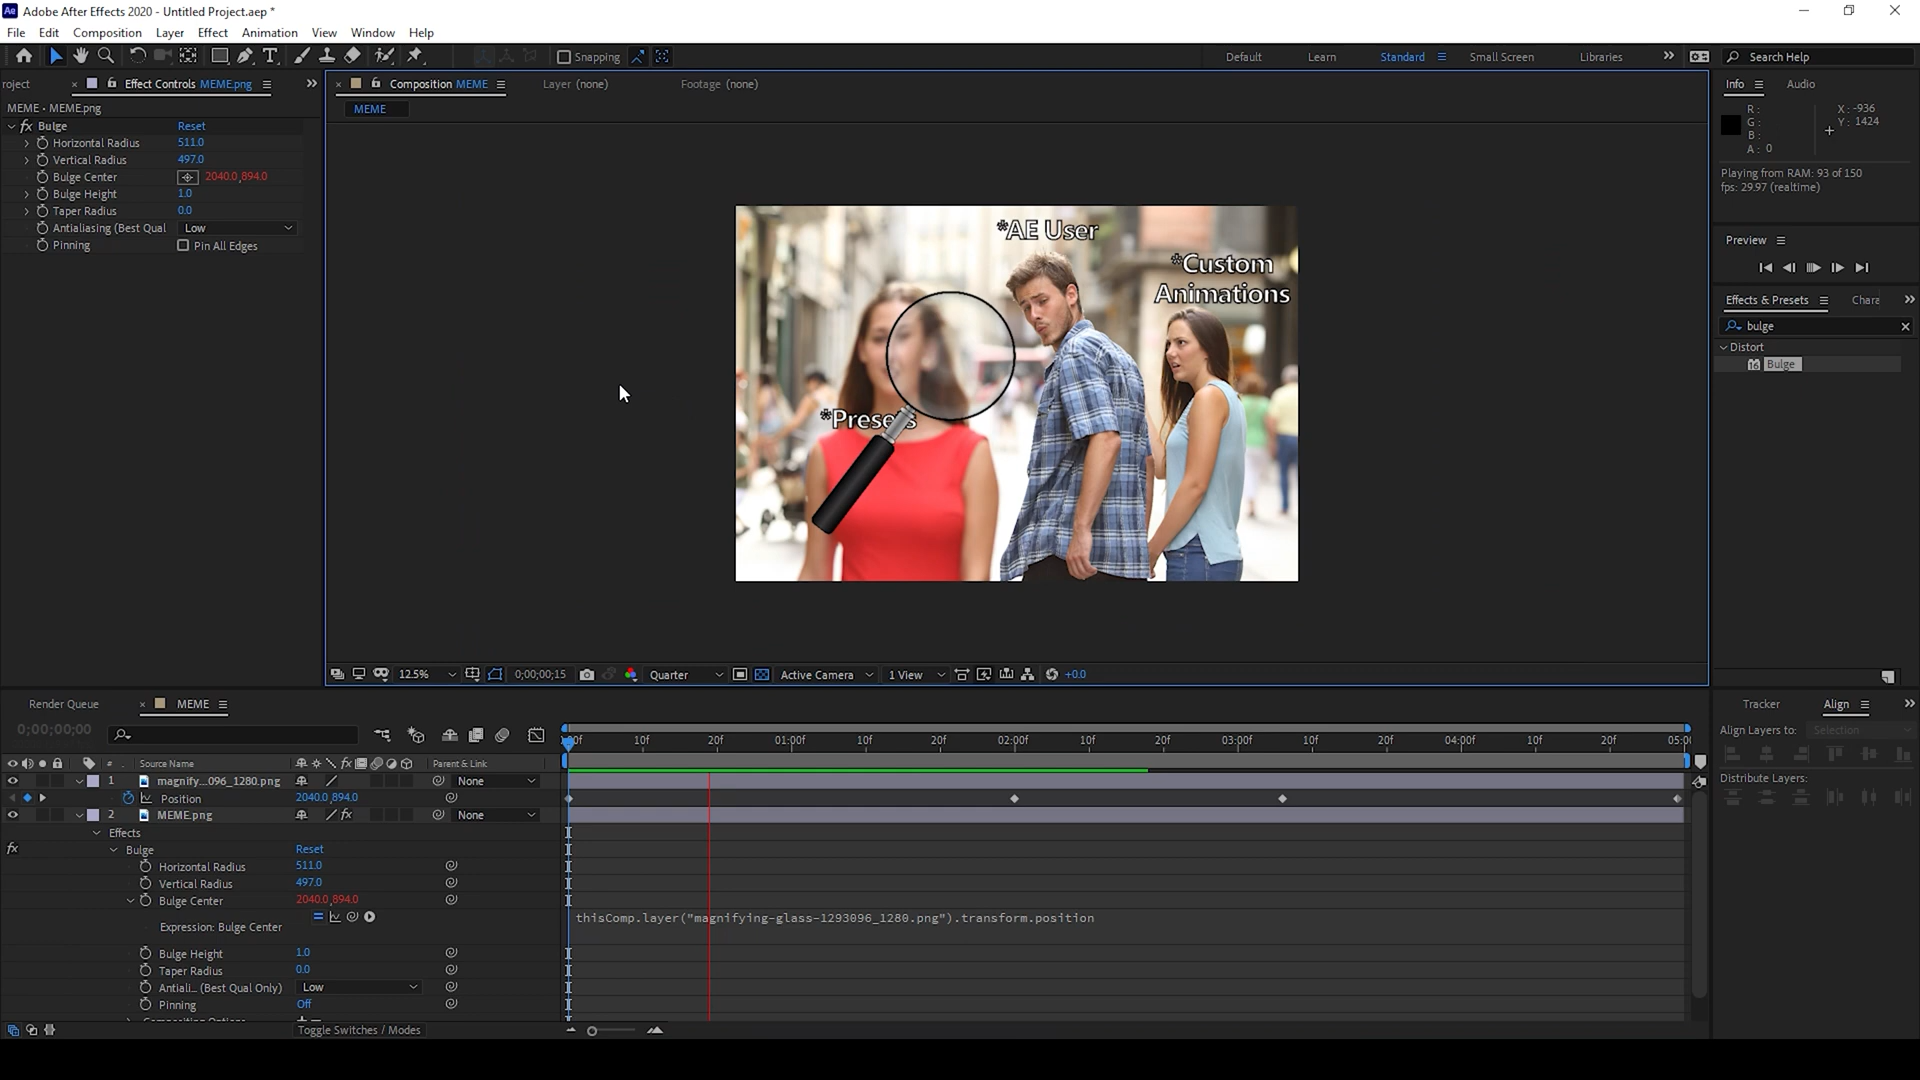 Adobe After Effects 2020 - Untitled Project.aep *
File Edit Composition Layer Effect Animation View Window Help
Snapping
Default Learn Standard Small Screen Libraries
Search Help
roject
Effect Controls MEME.png
MEME • MEME.png
fx Bulge Reset
Horizontal Radius 511.0
Vertical Radius 497.0
Bulge Center 2040.0,894.0
Bulge Height 1.0
Taper Radius 0.0
Antialiasing (Best Qual Low
Pinning Pin All Edges
Composition MEME
Layer (none)
Footage (none)
MEME
*AE User
*Custom
Animations
*Presets
12.5% 0;00;00;15 Quarter Active Camera 1 View +0.0
Info Audio
R :
G :
B :
A : 0
X : -936
Y : 1424
Playing from RAM: 93 of 150
fps: 29.97 (realtime)
Preview
Effects & Presets Chara
bulge
Distort
Bulge
Render Queue
MEME
0;00;00;00
# Source Name Parent & Link
1 magnify...096_1280.png None
Position 2040.0,894.0
2 MEME.png fx None
Effects
fx Bulge Reset
Horizontal Radius 511.0
Vertical Radius 497.0
Bulge Center 2040.0,894.0
Expression: Bulge Center
thisComp.layer("magnifying-glass-1293096_1280.png").transform.position
Bulge Height 1.0
Taper Radius 0.0
Antiali... (Best Qual Only) Low
Pinning Off
Toggle Switches / Modes
10f 20f 01:00f 10f 20f 02:00f 10f 20f 03:00f 10f 20f 04:00f 10f 20f
Tracker Align
Align Layers to: Selection
Distribute Layers: